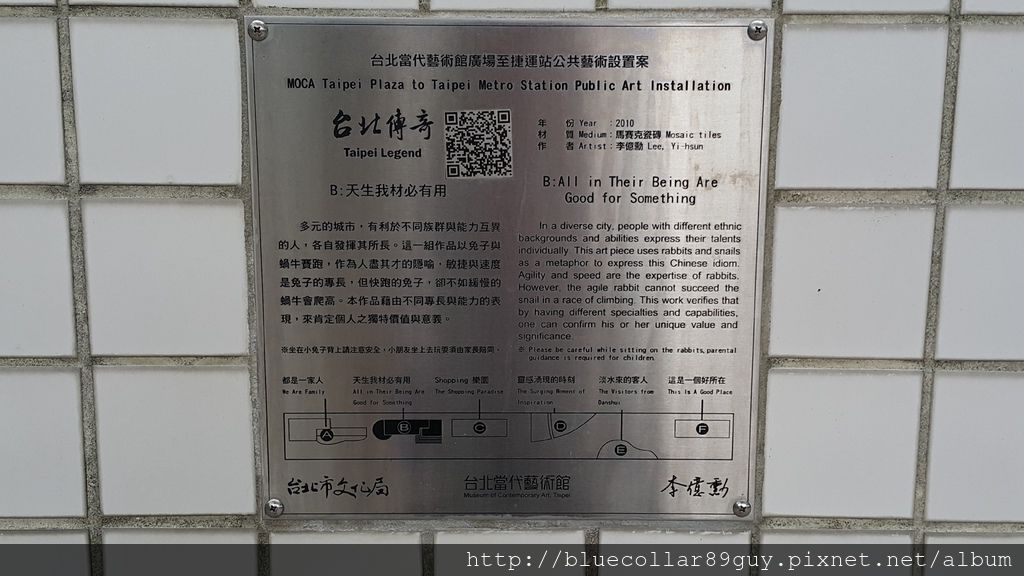 台北當代藝術館廣場至捷運站公共藝術設置案
MOCA Taipei Plaza to Taipei Metro Station Public Art Installation
台北傳奇
Taipei Legend
年 份 Year :2010
材 質 Medium:馬賽克瓷磚 Mosaic tiles
作 者 Artist:李億勳 Lee, Yi-hsun
B:天生我材必有用
B:All in Their Being Are
Good for Something
多元的城市，有利於不同族群與能力互異
的人，各自發揮其所長。這一組作品以兔子與
蝸牛賽跑，作為人盡其才的隱喻，敏捷與速度
是兔子的專長，但快跑的兔子，卻不如緩慢的
蝸牛會爬高。本作品藉由不同專長與能力的表
現，來肯定個人之獨特價值與意義。
In a diverse city, people with different ethnic
backgrounds and abilities express their talents
individually. This art piece uses rabbits and snails
as a metaphor to express this Chinese idiom.
Agility and speed are the expertise of rabbits.
However, the agile rabbit cannot succeed the
snail in a race of climbing. This work verifies that
by having different specialties and capabilities,
one can confirm his or her unique value and
significance.
※坐在小兔子背上請注意安全，小朋友坐上去玩耍須由家長陪同。
※ Please be careful while sitting on the rabbits, parental
guidance is required for children.
都是一家人
We Are Family
天生我材必有用
All in Their Being Are
Good for Something
Shopping 樂園
The Shopping Paradise
靈感湧現的時刻
The Surging Moment of
Inspiration
淡水來的客人
The Visitors from
Danshui
這是一個好所在
This Is A Good Place
A
B
C
D
E
F
台北市文化局
台北當代藝術館
Museum of Contemporary Art, Taipei
李億勳
http://bluecollar89guy.pixnet.net/album